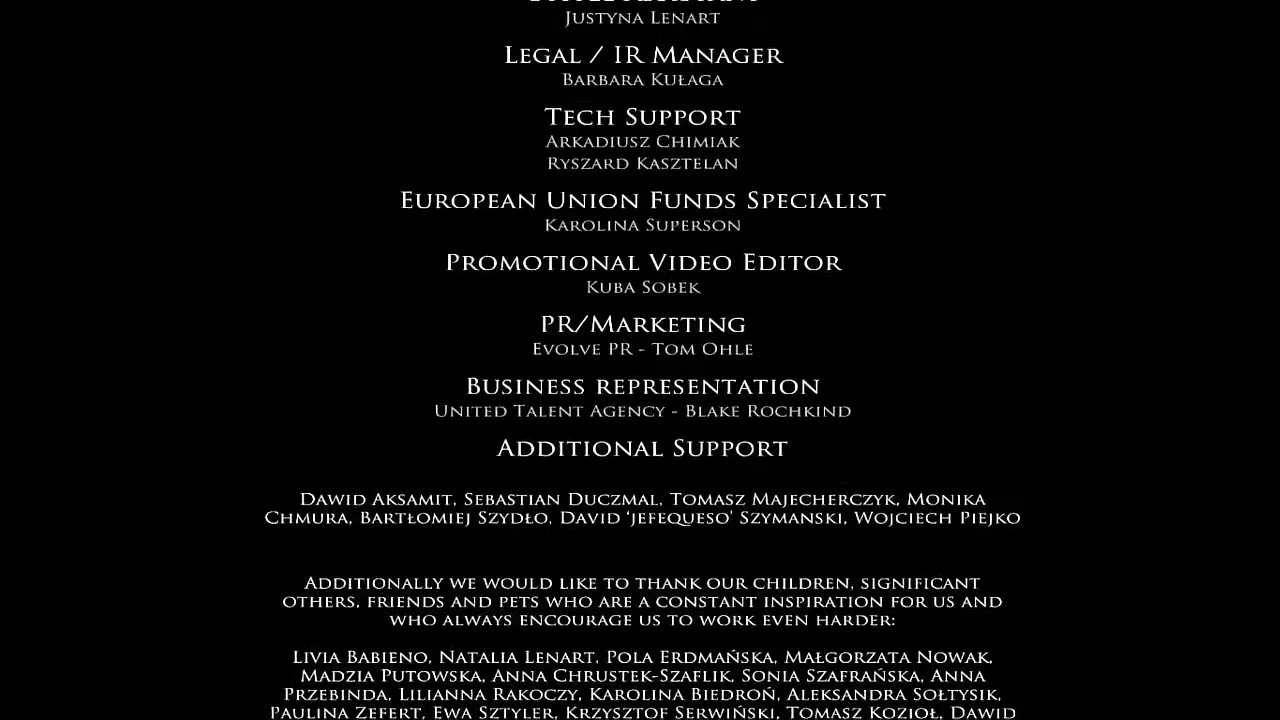 Justyna Lenart
Legal / IR Manager
Barbara Kułaga
Tech Support
Arkadiusz Chimiak
Ryszard Kasztelan
European Union Funds Specialist
Karolina Superson
Promotional Video Editor
Kuba Sobek
PR/Marketing
Evolve PR - Tom Ohle
Business representation
United Talent Agency - Blake Rochkind
Additional Support
Dawid Aksamit, Sebastian Duczmal, Tomasz Majecherczyk, Monika
Chmura, Bartłomiej Szydło, David ‘jefequeso’ Szymanski, Wojciech Piejko
Additionally we would like to thank our children, significant
others, friends and pets who are a constant inspiration for us and
who always encourage us to work even harder:
Livia Babieno, Natalia Lenart, Pola Erdmańska, Małgorzata Nowak,
Madzia Putowska, Anna Chrustek-Szaflik, Sonia Szafrańska, Anna
Przebinda, Lilianna Rakoczy, Karolina Biedroń, Aleksandra Sołtysik,
Paulina Zefert, Ewa Sztyler, Krzysztof Serwiński, Tomasz Kozioł, Dawid